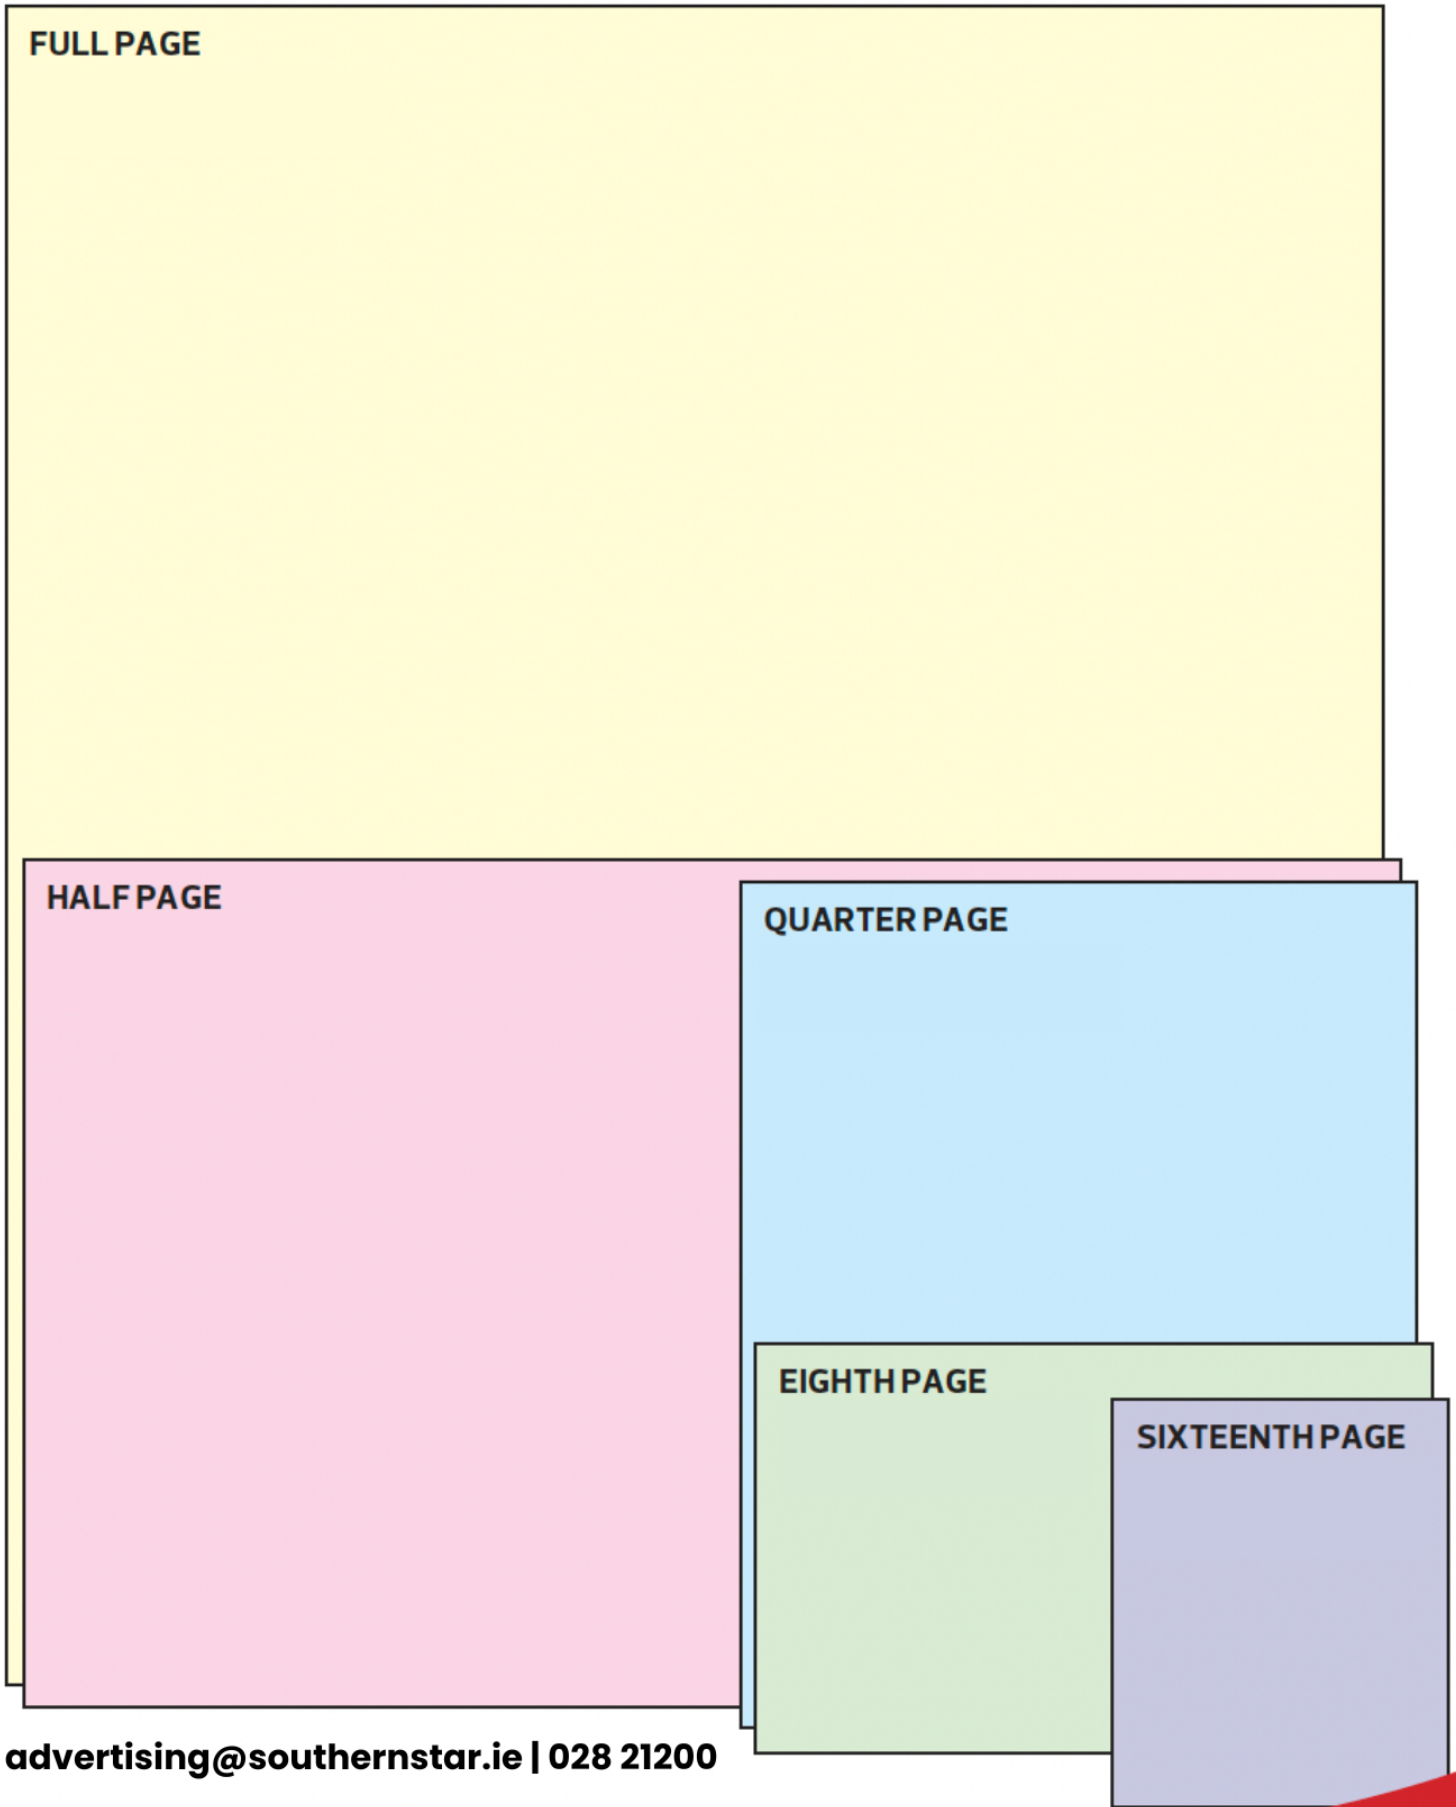 FULL PAGE
HALF PAGE
QUARTER PAGE
EIGHTH PAGE
SIXTEENTH PAGE
advertising@southernstar.ie | 028 21200